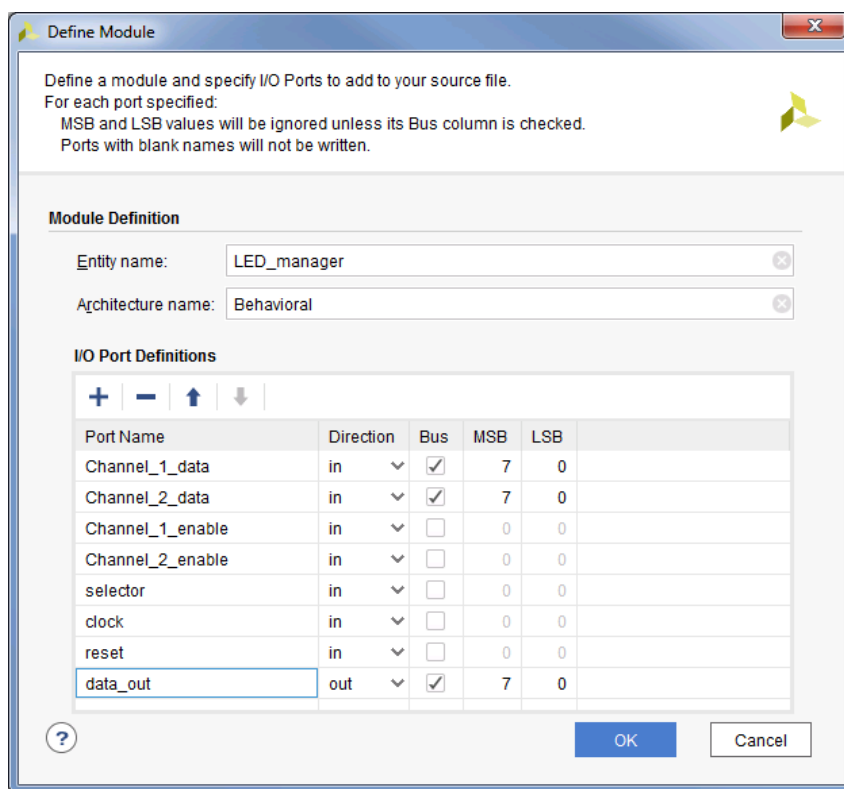 Define Module
Define a module and specify I/O Ports to add to your source file.
For each port specified:
MSB and LSB values will be ignored unless its Bus column is checked.
Ports with blank names will not be written.
Module Definition
Entity name: LED_manager
Architecture name: Behavioral
I/O Port Definitions
Port Name Direction Bus MSB LSB
Channel_1_data in 7 0
Channel_2_data in 7 0
Channel_1_enable in 0 0
Channel_2_enable in 0 0
selector in 0 0
clock in 0 0
reset in 0 0
data_out out 7 0
? OK Cancel